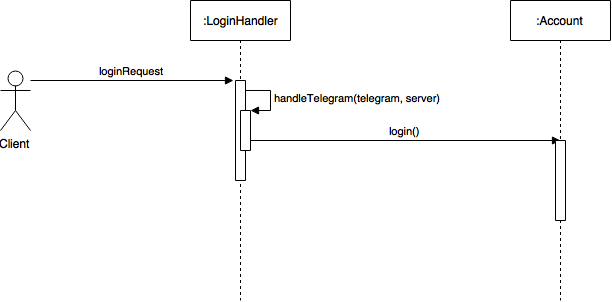 :LoginHandler
:Account
loginRequest
handleTelegram(telegram, server)
login()
Client